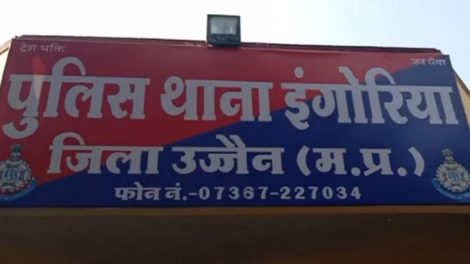 देश भक्ति जन सेवा
पुलिस थाना इंगोरिया
जिला उज्जैन (म.प्र.)
फोन नं.-07367-227034